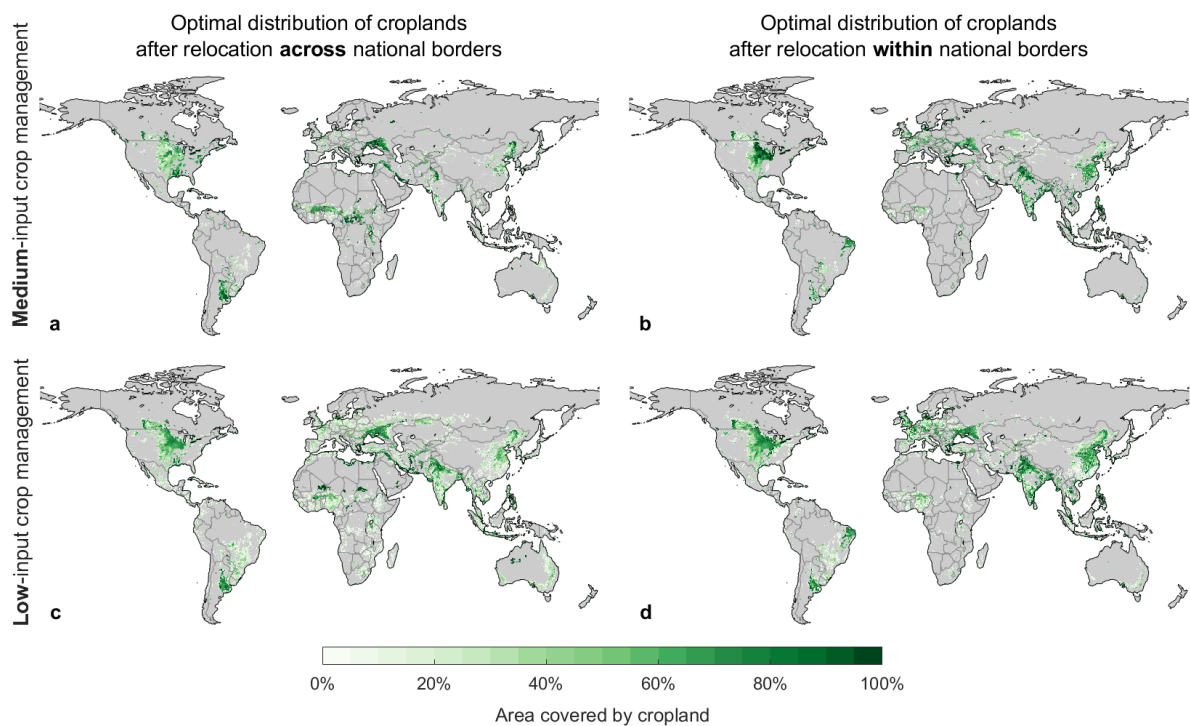 Optimal distribution of croplands
after relocation across national borders
Optimal distribution of croplands
after relocation within national borders
Medium-input crop management
a
b
Low-input crop management
c
d
0%
20%
40%
60%
80%
100%
Area covered by cropland